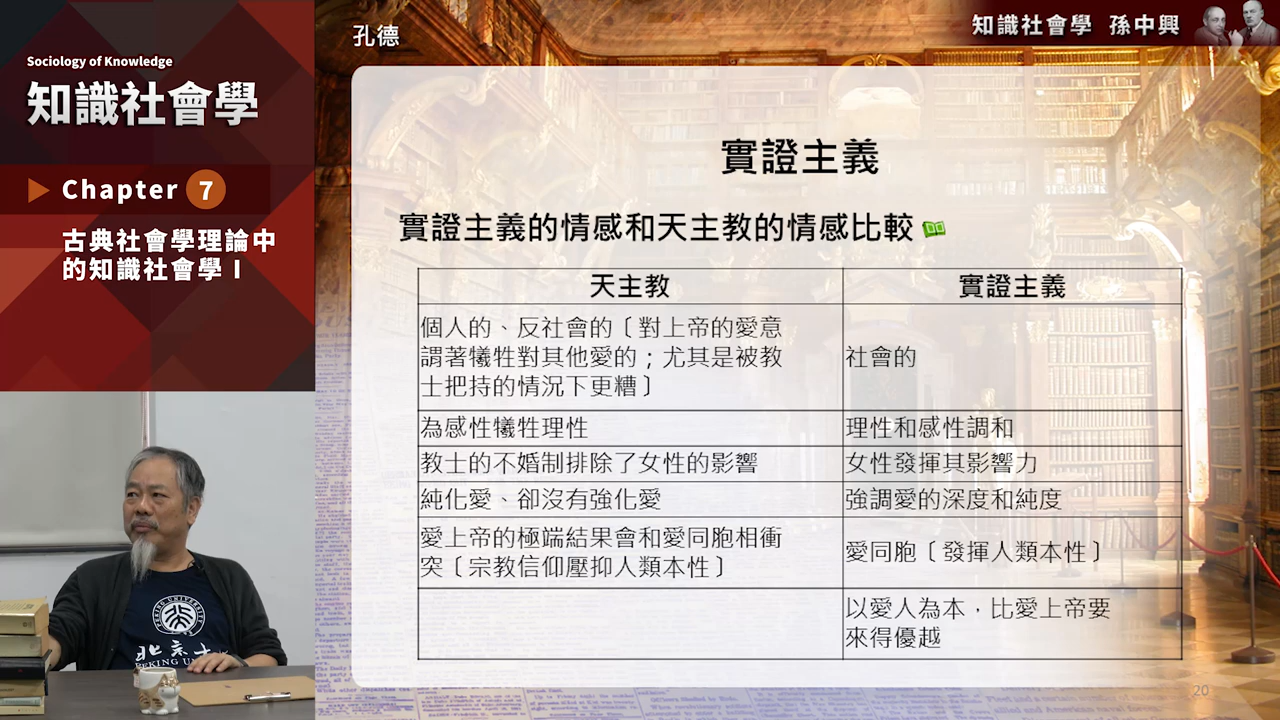 Sociology of Knowledge
知識社會學
Chapter 7
古典社會學理論中
的知識社會學 I
孔德
知識社會學 孫中興
實證主義
實證主義的情感和天主教的情感比較
天主教
實證主義
個人的、反社會的〔對上帝的愛意
謂著犧牲對其他愛的；尤其是被教
士把持的情況下更糟〕
社會的
為感性犧牲理性
理性和感性調和
教士的不婚制排除了女性的影響
女性發揮其影響力
純化愛，卻沒有強化愛
強調愛的深度和純度
愛上帝的極端結果會和愛同胞相衝
突〔宗教信仰壓抑人類本性〕
愛同胞〔發揮人類本性〕
以愛人為本，比愛上帝要
來得優越
20